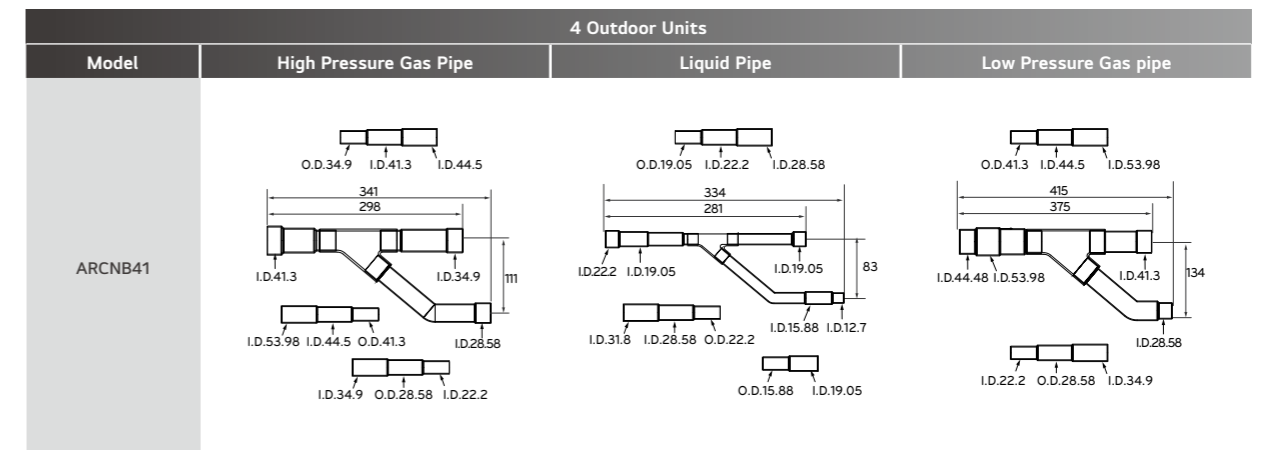 4 Outdoor Units
Model High Pressure Gas Pipe Liquid Pipe Low Pressure Gas pipe
ARCNB41
O.D.34.9 I.D.41.3 I.D.44.5
341
298
I.D.41.3 I.D.34.9 111
I.D.53.98 I.D.44.5 O.D.41.3 I.D.28.58
I.D.34.9 O.D.28.58 I.D.22.2
O.D.19.05 I.D.22.2 I.D.28.58
334
281
I.D.22.2 I.D.19.05 I.D.19.05 83
I.D.15.88 I.D.12.7
I.D.31.8 I.D.28.58 O.D.22.2
O.D.15.88 I.D.19.05
O.D.41.3 I.D.44.5 I.D.53.98
415
375
I.D.44.48 I.D.53.98 I.D.41.3 134
I.D.28.58
I.D.22.2 O.D.28.58 I.D.34.9